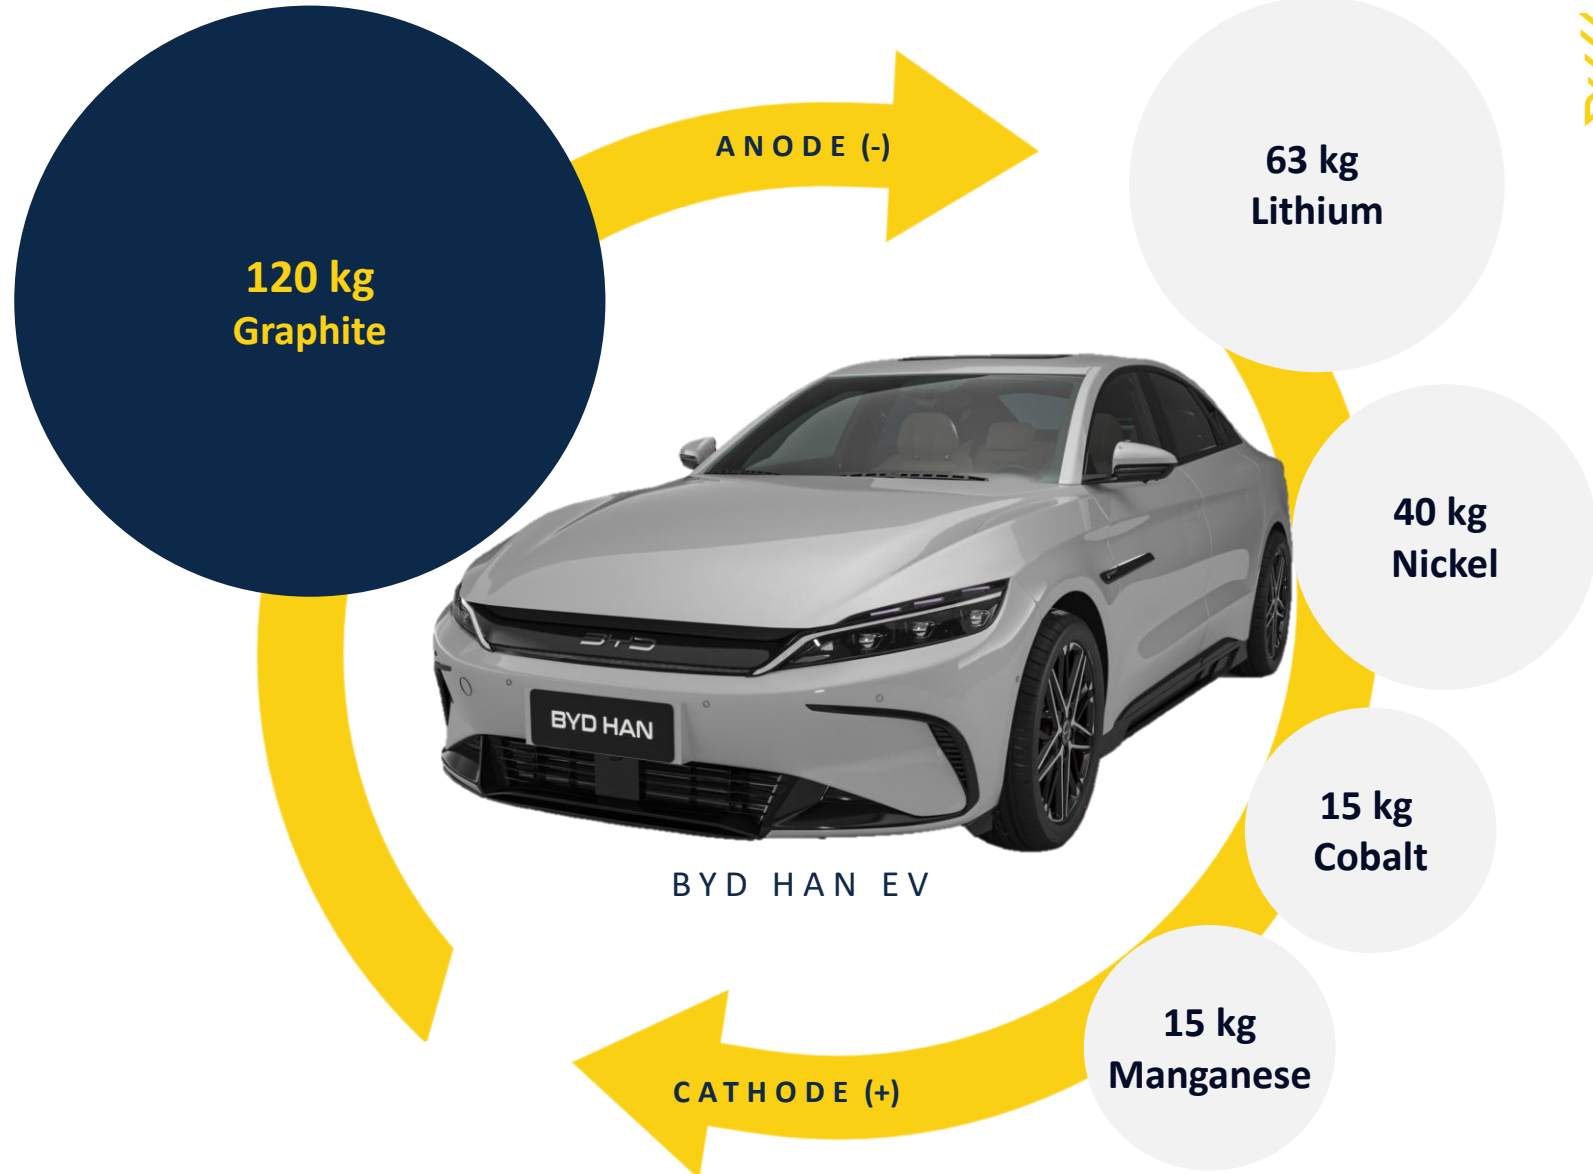 ANODE (-)
120 kg
Graphite
63 kg
Lithium
40 kg
Nickel
BYD
BYD HAN
15 kg
Cobalt
BYD HAN EV
15 kg
Manganese
CATHODE (+)